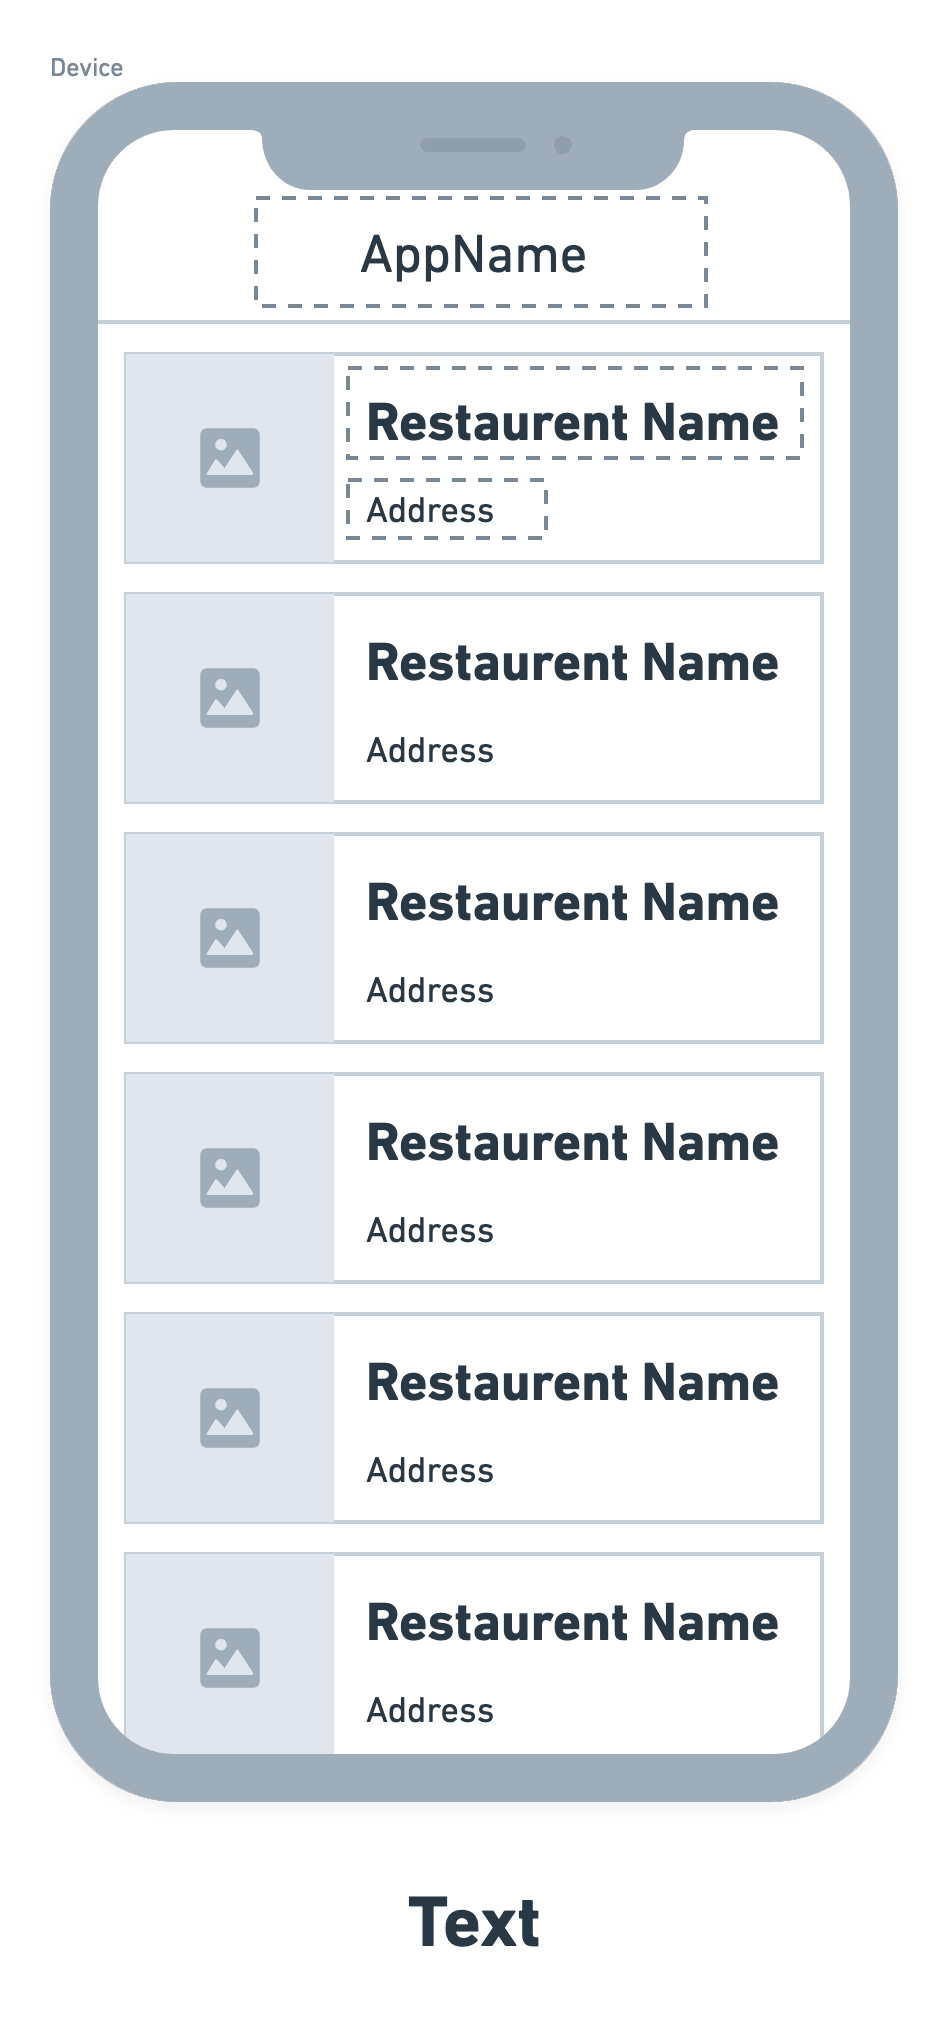 Device
AppName
Restaurent Name
Address
Restaurent Name
Address
Restaurent Name
Address
Restaurent Name
Address
Restaurent Name
Address
Restaurent Name
Address
Text